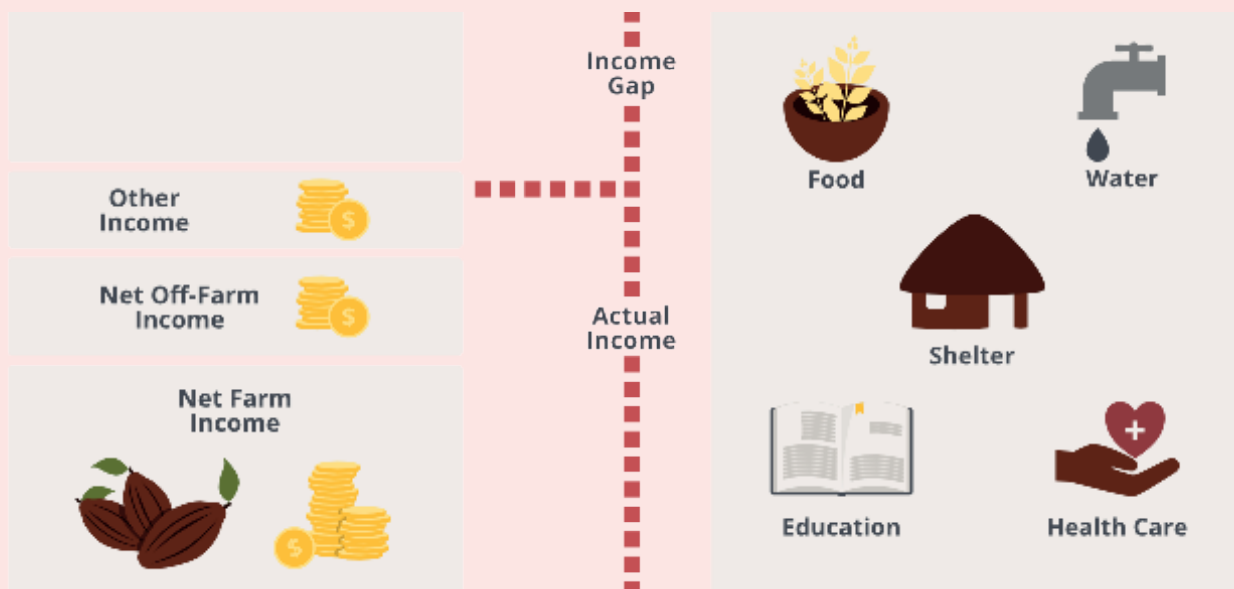 Income
Gap
Other
Income
Net Off-Farm
Income
Actual
Income
Net Farm
Income
Food
Water
Shelter
Education
Health Care